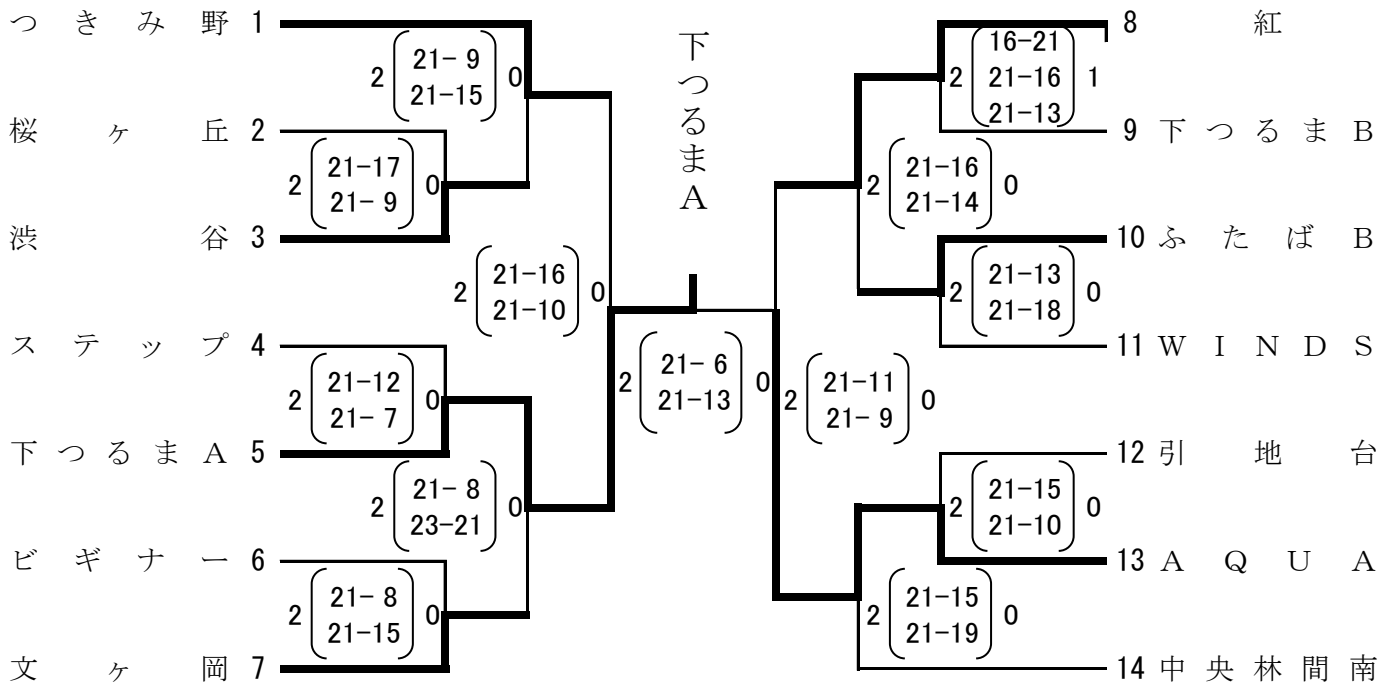 つきみ野 1
2 21- 9 0
21-15
桜ヶ丘 2
2 21-17 0
21- 9
渋谷 3
2 21-16 0
21-10
ステップ 4
2 21-12 0
21- 7
下つるまA 5
2 21- 8 0
23-21
ビギナー 6
2 21- 8 0
21-15
文ヶ岡 7
下つるまA
2 21- 6 0
21-13
8 紅
16-21
2 21-16 1
21-13
9 下つるまB
2 21-16 0
21-14
10 ふたばB
2 21-13 0
21-18
11 WINDS
2 21-11 0
21- 9
12 引地台
2 21-15 0
21-10
13 AQUA
2 21-15 0
21-19
14 中央林間南